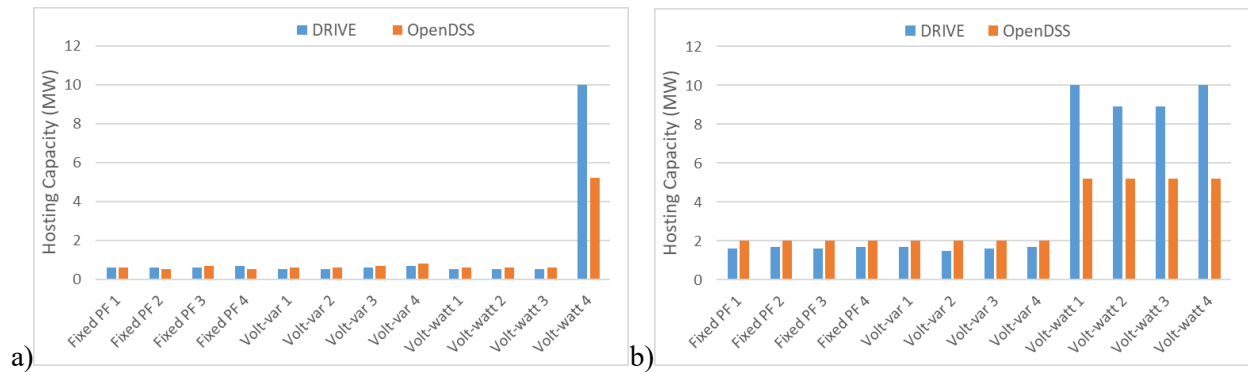 DRIVE OpenDSS
Hosting Capacity (MW)
12
10
8
6
4
2
0
Fixed PF 1
Fixed PF 2
Fixed PF 3
Fixed PF 4
Volt-var 1
Volt-var 2
Volt-var 3
Volt-var 4
Volt-watt 1
Volt-watt 2
Volt-watt 3
Volt-watt 4
a)
DRIVE OpenDSS
Hosting Capacity (MW)
12
10
8
6
4
2
0
Fixed PF 1
Fixed PF 2
Fixed PF 3
Fixed PF 4
Volt-var 1
Volt-var 2
Volt-var 3
Volt-var 4
Volt-watt 1
Volt-watt 2
Volt-watt 3
Volt-watt 4
b)